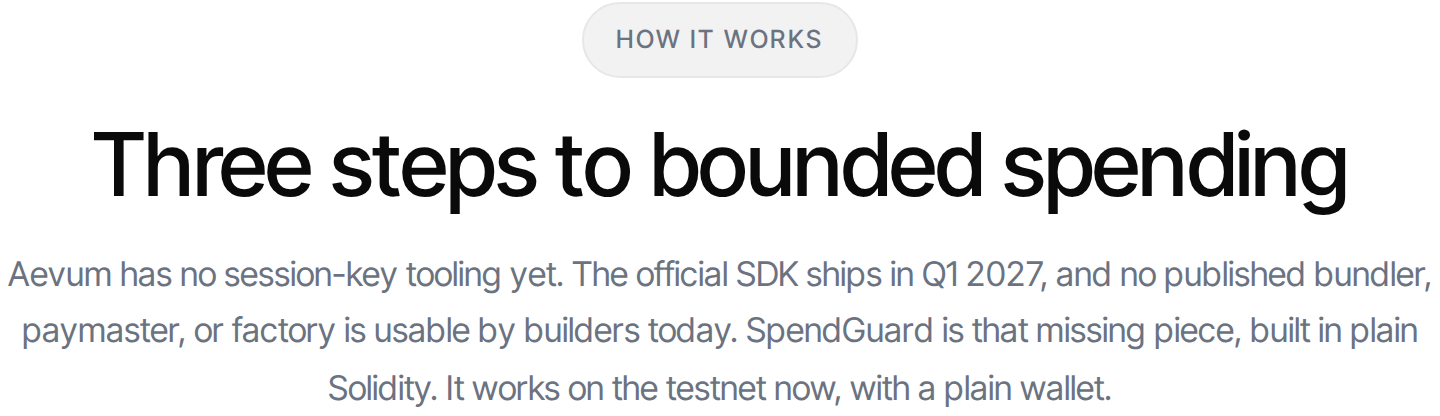 HOW IT WORKS
Three steps to bounded spending
Aevum has no session-key tooling yet. The official SDK ships in Q1 2027, and no published bundler,
paymaster, or factory is usable by builders today. SpendGuard is that missing piece, built in plain
Solidity. It works on the testnet now, with a plain wallet.